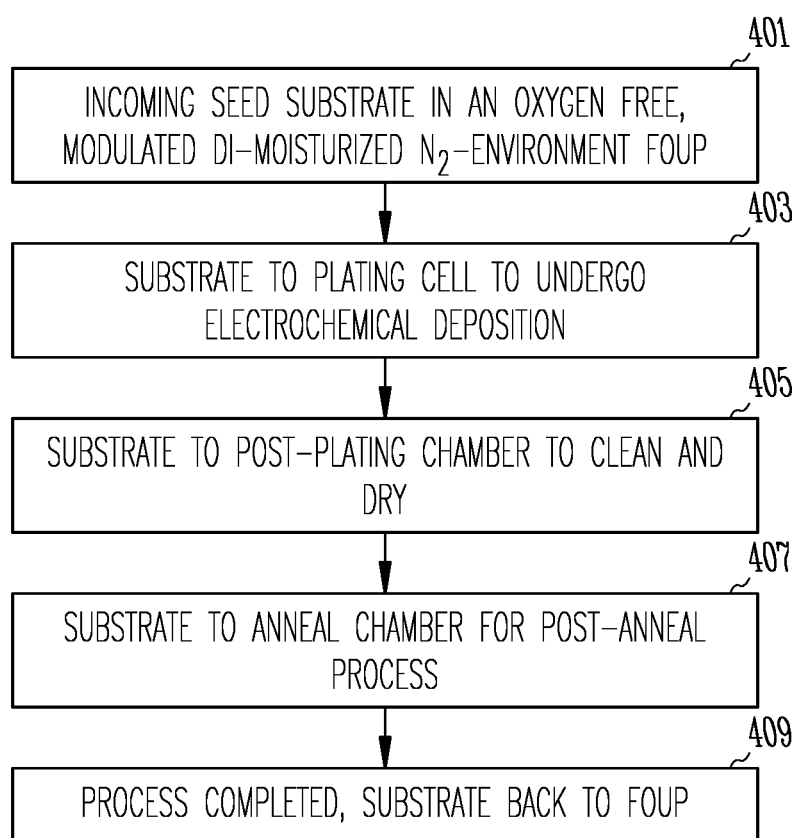 401
INCOMING SEED SUBSTRATE IN AN OXYGEN FREE,
MODULATED DI-MOISTURIZED N₂-ENVIRONMENT FOUP
403
SUBSTRATE TO PLATING CELL TO UNDERGO
ELECTROCHEMICAL DEPOSITION
405
SUBSTRATE TO POST-PLATING CHAMBER TO CLEAN AND
DRY
407
SUBSTRATE TO ANNEAL CHAMBER FOR POST-ANNEAL
PROCESS
409
PROCESS COMPLETED, SUBSTRATE BACK TO FOUP